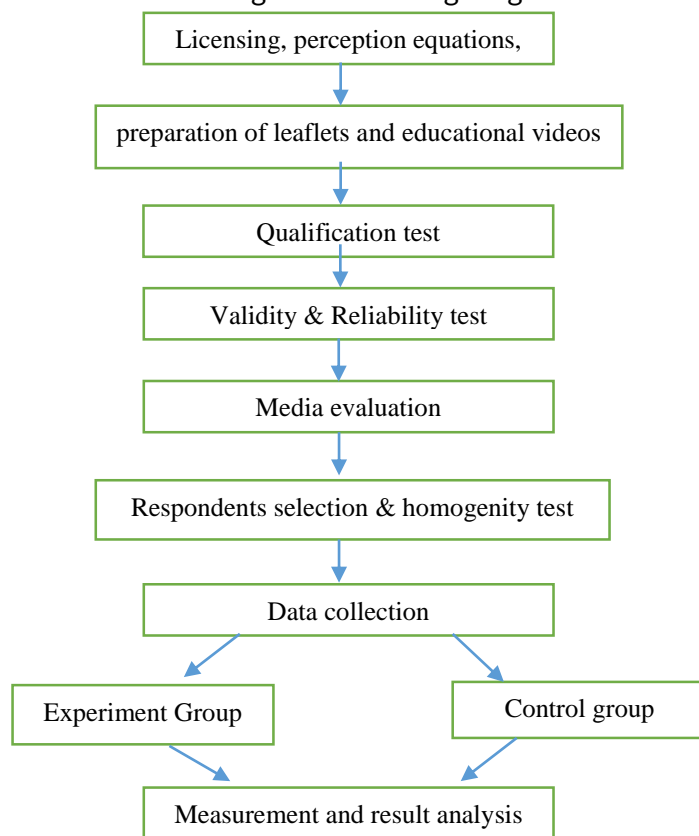 Licensing, perception equations,
preparation of leaflets and educational videos
Qualification test
Validity & Reliability test
Media evaluation
Respondents selection & homogenity test
Data collection
Experiment Group
Control group
Measurement and result analysis